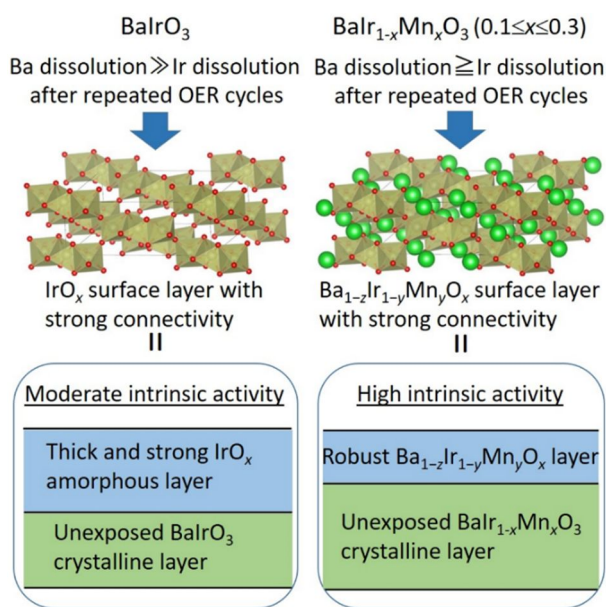 BaIrO₃
Ba dissolution≫Ir dissolution
after repeated OER cycles
IrOₓ surface layer with
strong connectivity
=
Moderate intrinsic activity
Thick and strong IrOₓ
amorphous layer
Unexposed BaIrO₃
crystalline layer
BaIr₁₋ₓMnₓO₃ (0.1≤x≤0.3)
Ba dissolution≧Ir dissolution
after repeated OER cycles
Ba₁₋zIr₁₋yMnyOₓ surface layer
with strong connectivity
=
High intrinsic activity
Robust Ba₁₋zIr₁₋yMnyOₓ layer
Unexposed BaIr₁₋ₓMnₓO₃
crystalline layer